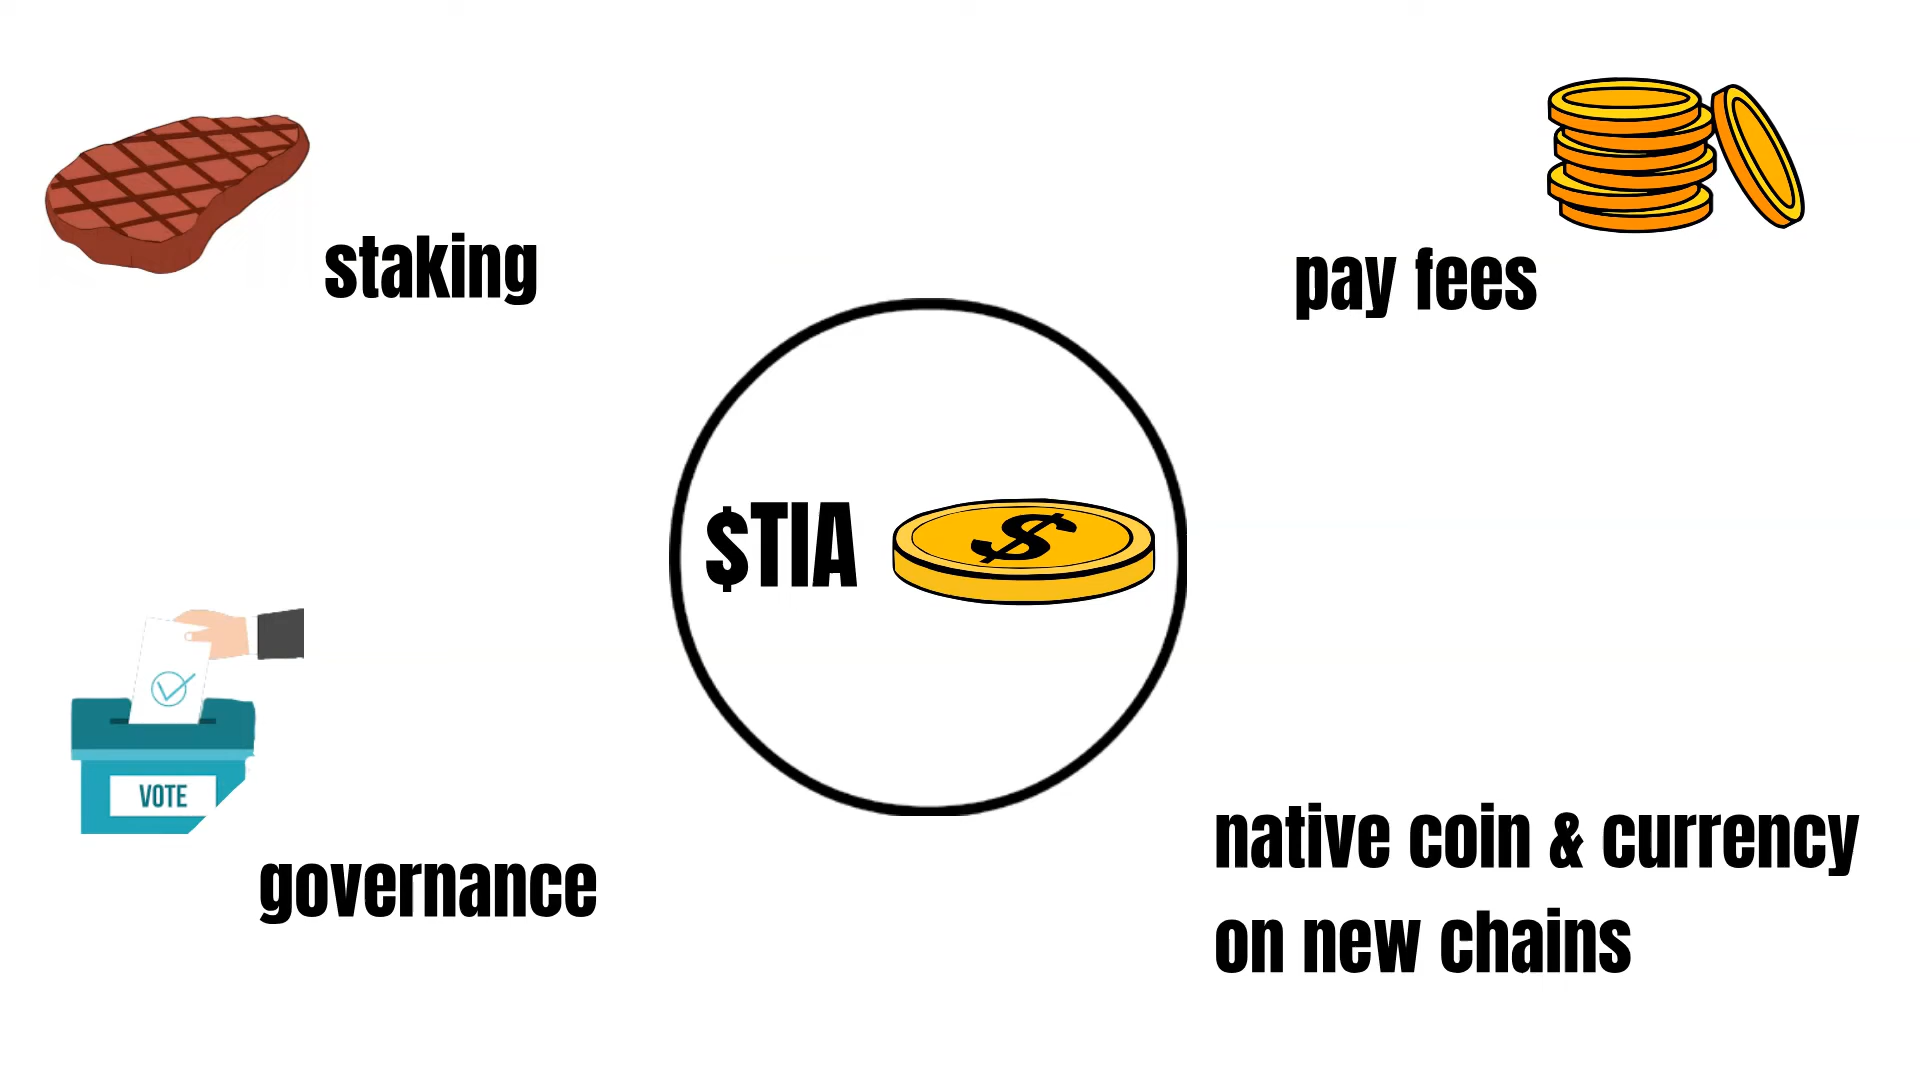 staking
pay fees
$TIA
$
VOTE
governance
native coin & currency
on new chains